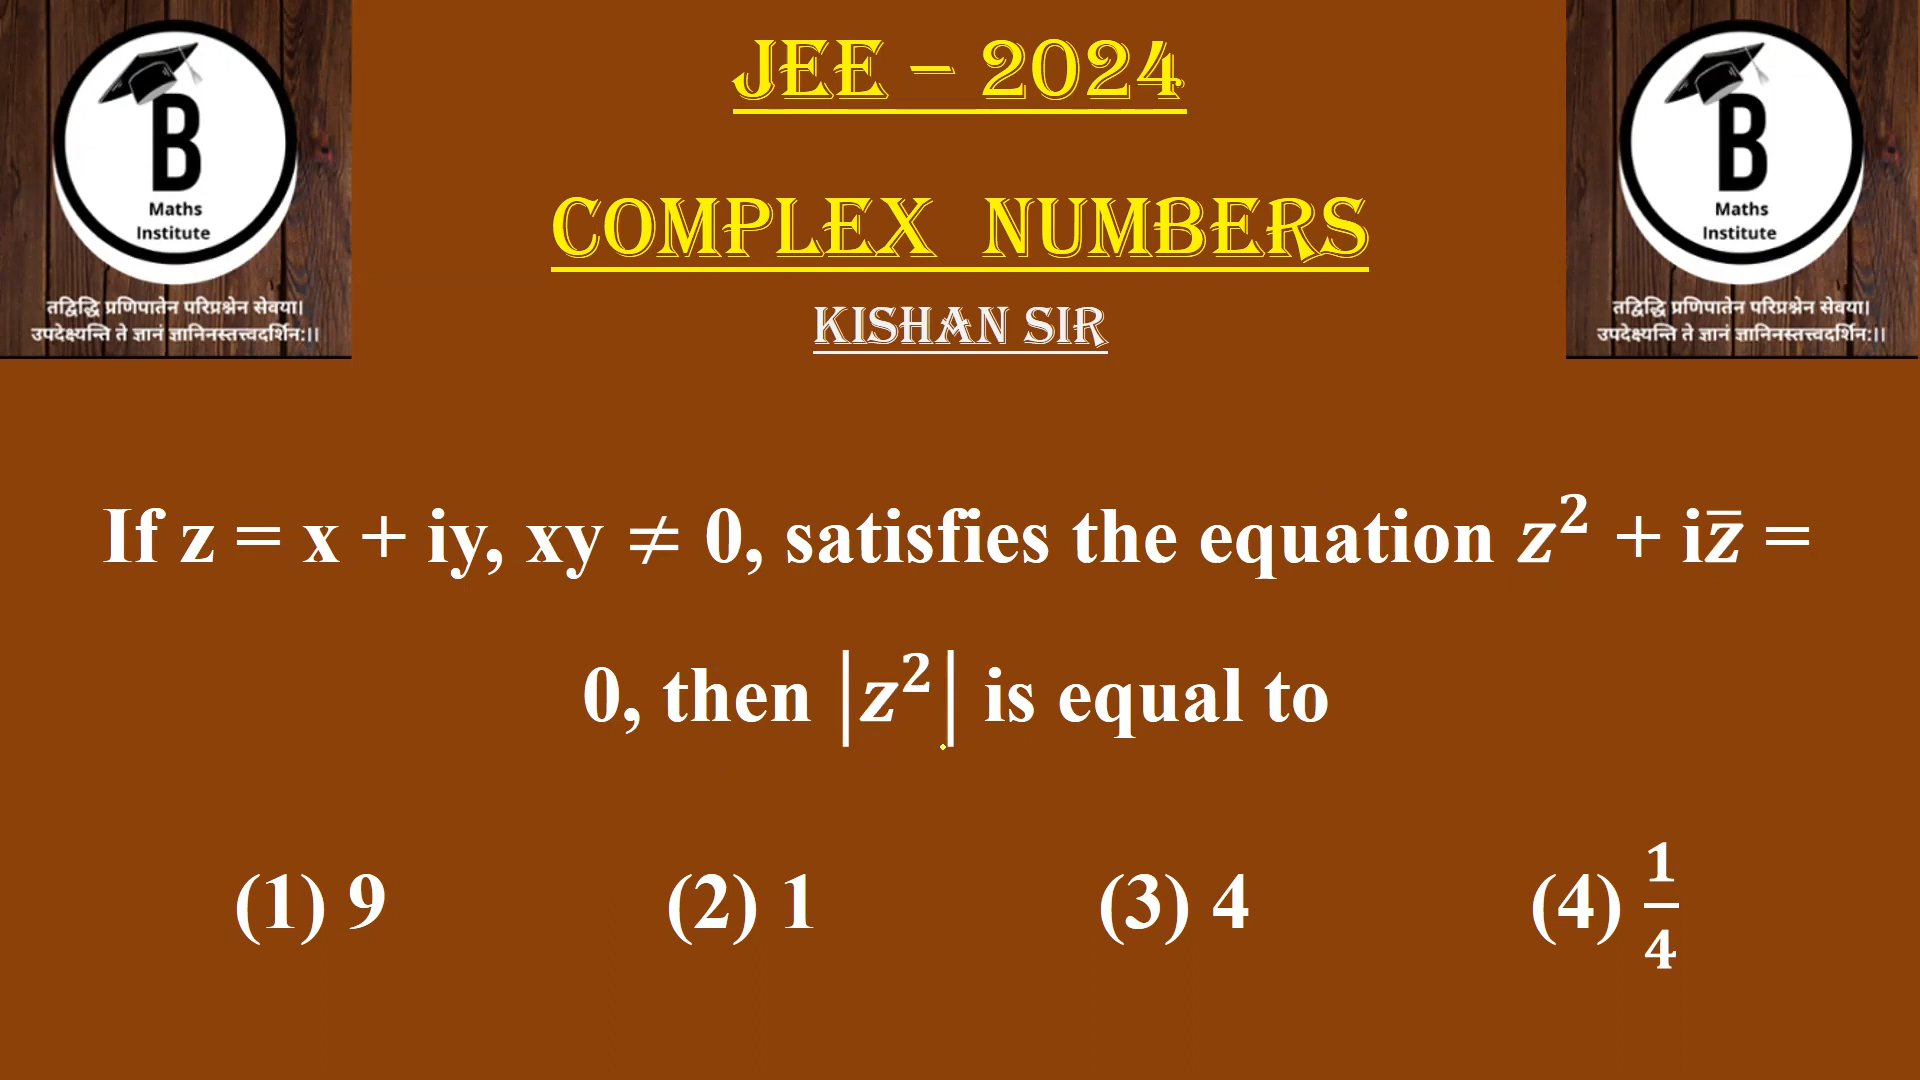 JEE – 2024
COMPLEX NUMBERS
KISHAN SIR
B
Maths
Institute
तद्विद्धि प्रणिपातेन परिप्रश्नेन सेवया।
उपदेक्ष्यन्ति ते ज्ञानं ज्ञानिनस्तत्त्वदर्शिन:।।
B
Maths
Institute
तद्विद्धि प्रणिपातेन परिप्रश्नेन सेवया।
उपदेक्ष्यन्ति ते ज्ञानं ज्ञानिनस्तत्त्वदर्शिन:।।
If z = x + iy, xy ≠ 0, satisfies the equation z² + iz̅ =
0, then |z²| is equal to
(1) 9 (2) 1 (3) 4 (4) 1/4